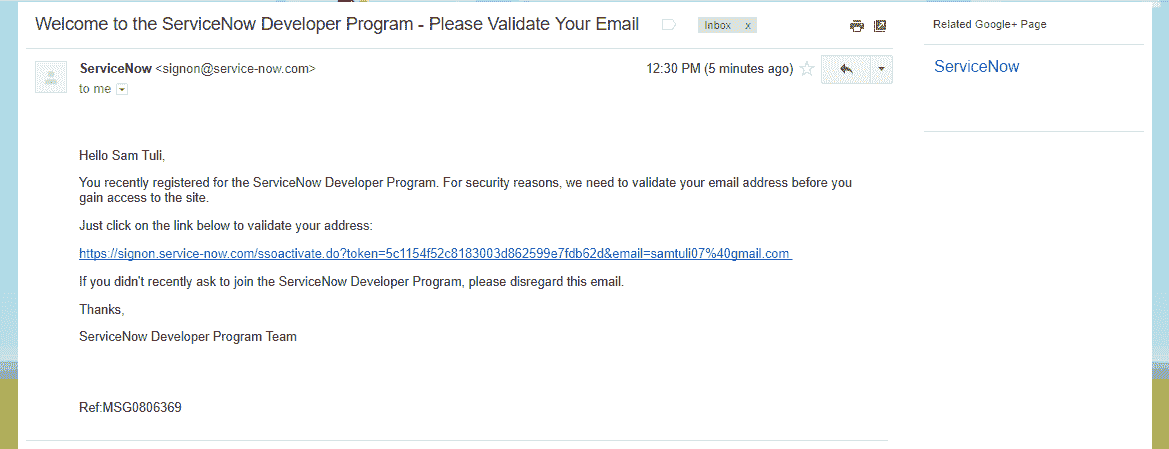 Welcome to the ServiceNow Developer Program - Please Validate Your Email
Inbox x
Related Google+ Page
ServiceNow <signon@service-now.com>
12:30 PM (5 minutes ago)
ServiceNow
to me
Hello Sam Tuli,
You recently registered for the ServiceNow Developer Program. For security reasons, we need to validate your email address before you
gain access to the site.
Just click on the link below to validate your address:
https://signon.service-now.com/ssoactivate.do?token=5c1154f52c8183003d862599e7fdb62d&email=samtuli07%40gmail.com
If you didn't recently ask to join the ServiceNow Developer Program, please disregard this email.
Thanks,
ServiceNow Developer Program Team
Ref:MSG0806369